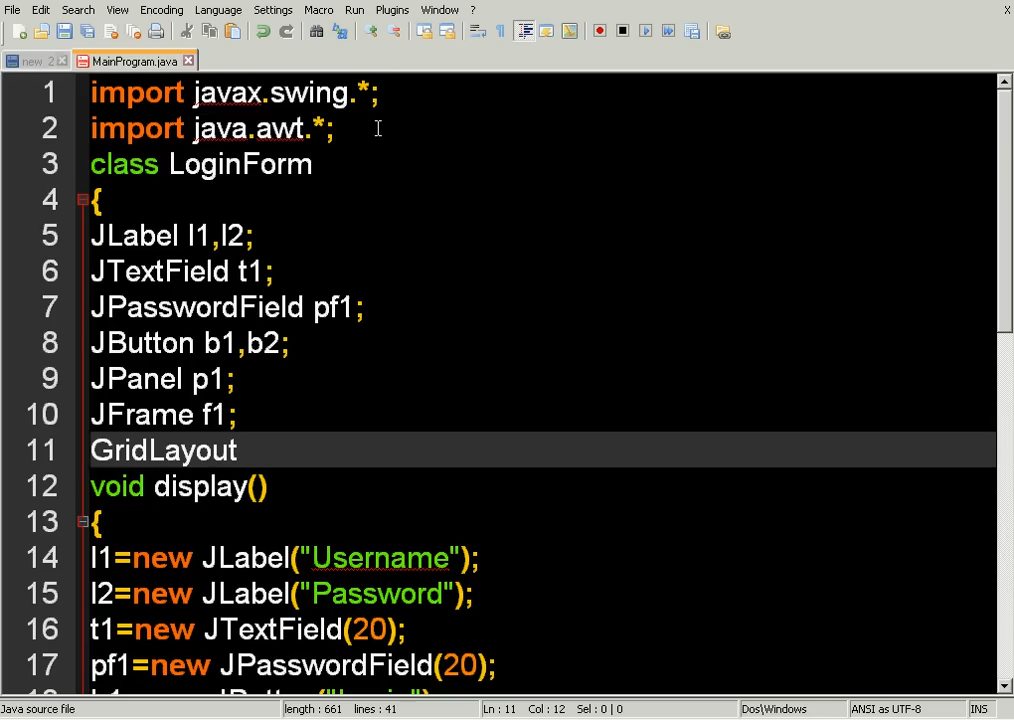 File Edit Search View Encoding Language Settings Macro Run Plugins Window ? X
new 2 MainProgram.java
1 import javax.swing.*;
2 import java.awt.*;
3 class LoginForm
4 {
5 JLabel l1,l2;
6 JTextField t1;
7 JPasswordField pf1;
8 JButton b1,b2;
9 JPanel p1;
10 JFrame f1;
11 GridLayout
12 void display()
13 {
14 l1=new JLabel("Username");
15 l2=new JLabel("Password");
16 t1=new JTextField(20);
17 pf1=new JPasswordField(20);
Java source file length : 661 lines : 41 Ln : 11 Col : 12 Sel : 0 | 0 Dos\Windows ANSI as UTF-8 INS